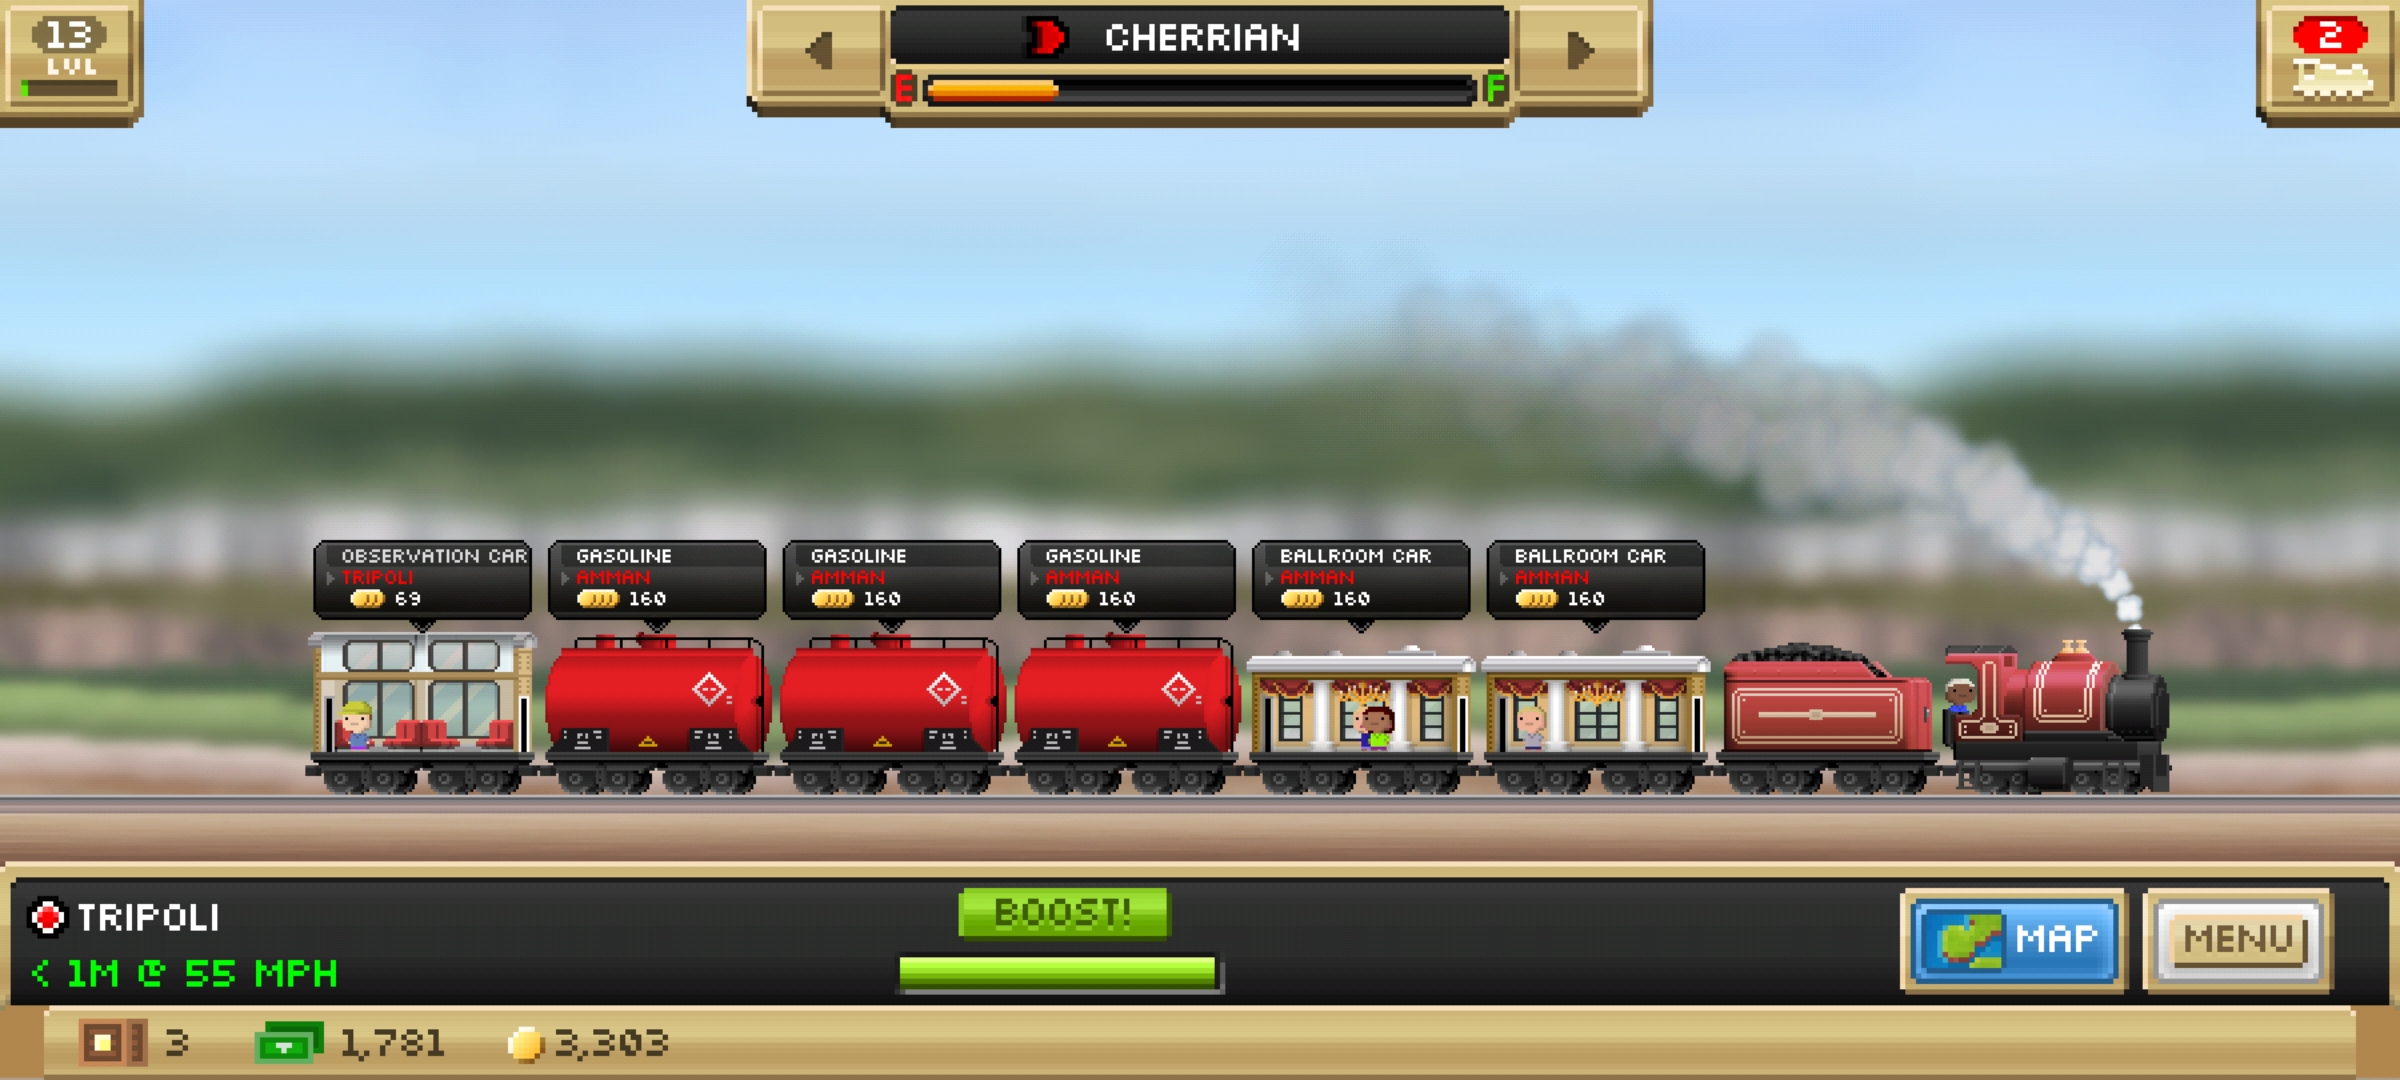 13
LVL
CHERRIAN
E F
2
OBSERVATION CAR
TRIPOLI
69
GASOLINE
AMMAN
160
GASOLINE
AMMAN
160
GASOLINE
AMMAN
160
BALLROOM CAR
AMMAN
160
BALLROOM CAR
AMMAN
160
TRIPOLI
< 1M @ 55 MPH
BOOST!
MAP
MENU
3
1,781
3,303